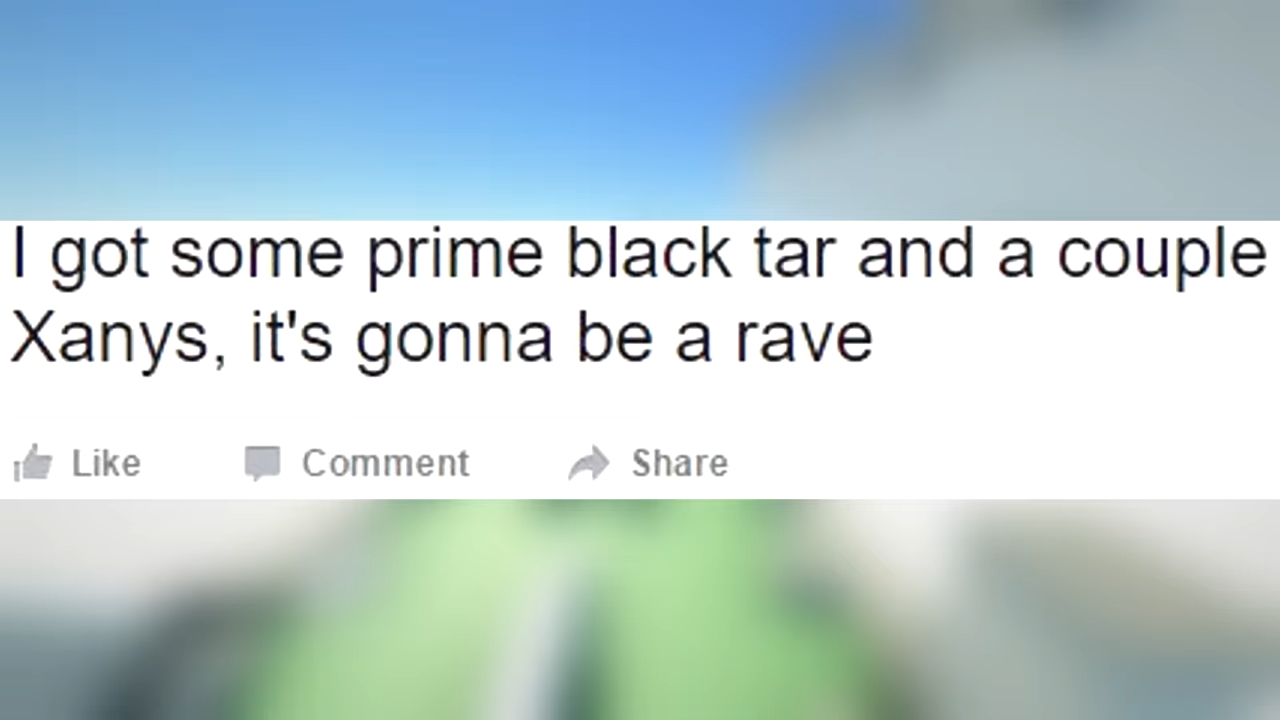 I got some prime black tar and a couple
Xanys, it's gonna be a rave
Like Comment Share